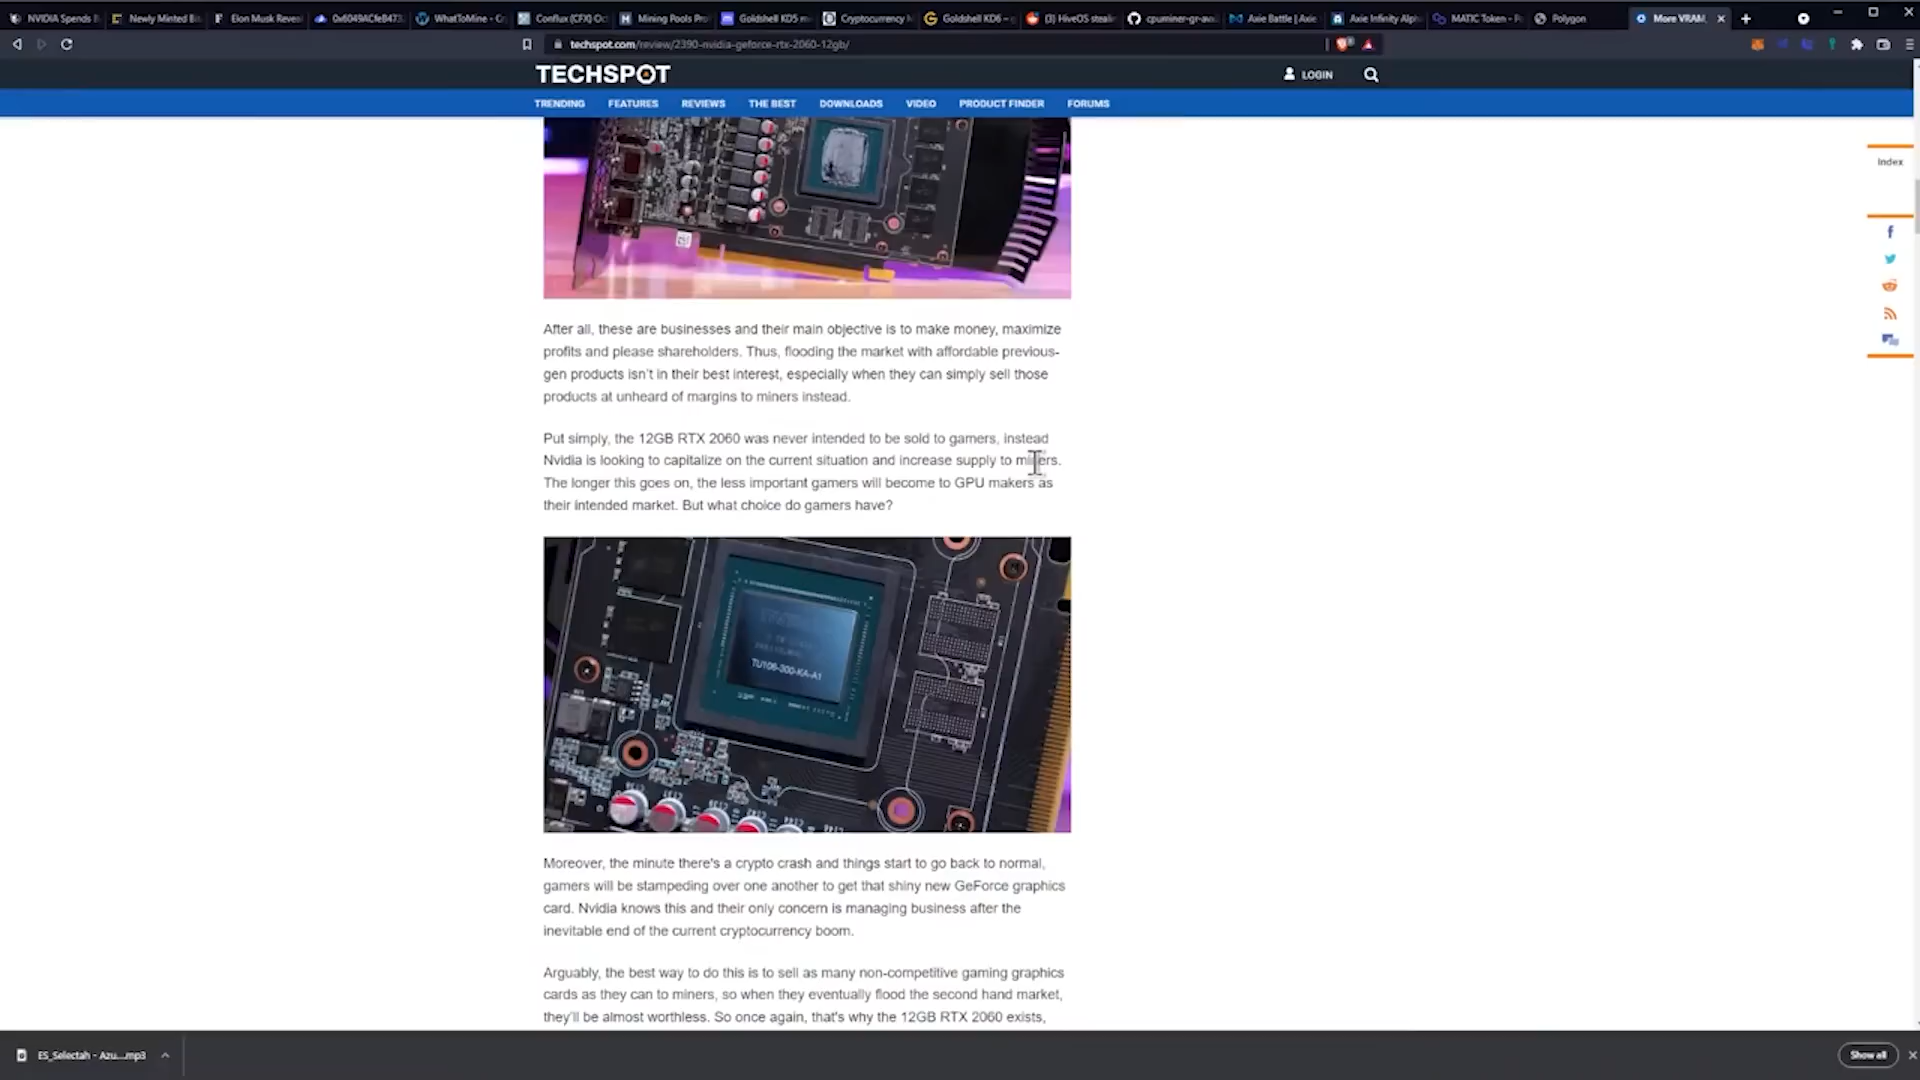 NVIDIA Spends B
Newly Minted Bi
Elon Musk Reve
WhatToMine - Cr
Conflux (CFX) Oc
Mining Pools Pr
Goldshell KD5 m
Cryptocurrency M
Goldshell KD6 -
(3) HiveOS steali
cpuminer-gr-av
Axie Battle | Axie
Axie Infinity Alph
MATIC Token - P
Polygon
More VRAM,
techspot.com/review/2390-nvidia-geforce-rtx-2060-12gb/
TECHSPOT
LOGIN
TRENDING FEATURES REVIEWS THE BEST DOWNLOADS VIDEO PRODUCT FINDER FORUMS
Index
After all, these are businesses and their main objective is to make money, maximize
profits and please shareholders. Thus, flooding the market with affordable previous-
gen products isn't in their best interest, especially when they can simply sell those
products at unheard of margins to miners instead.
Put simply, the 12GB RTX 2060 was never intended to be sold to gamers, instead
Nvidia is looking to capitalize on the current situation and increase supply to miners.
The longer this goes on, the less important gamers will become to GPU makers as
their intended market. But what choice do gamers have?
TU106-300-KA-A1
Moreover, the minute there's a crypto crash and things start to go back to normal,
gamers will be stampeding over one another to get that shiny new GeForce graphics
card. Nvidia knows this and their only concern is managing business after the
inevitable end of the current cryptocurrency boom.
Arguably, the best way to do this is to sell as many non-competitive gaming graphics
cards as they can to miners, so when they eventually flood the second hand market,
they'll be almost worthless. So once again, that's why the 12GB RTX 2060 exists,
ES_Selectah - Azu....mp3
Show all